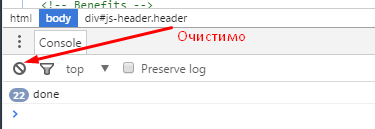 <!-- Benefits -->
html body div#js-header.header
Очистимо
Console
top Preserve log
22 done
>